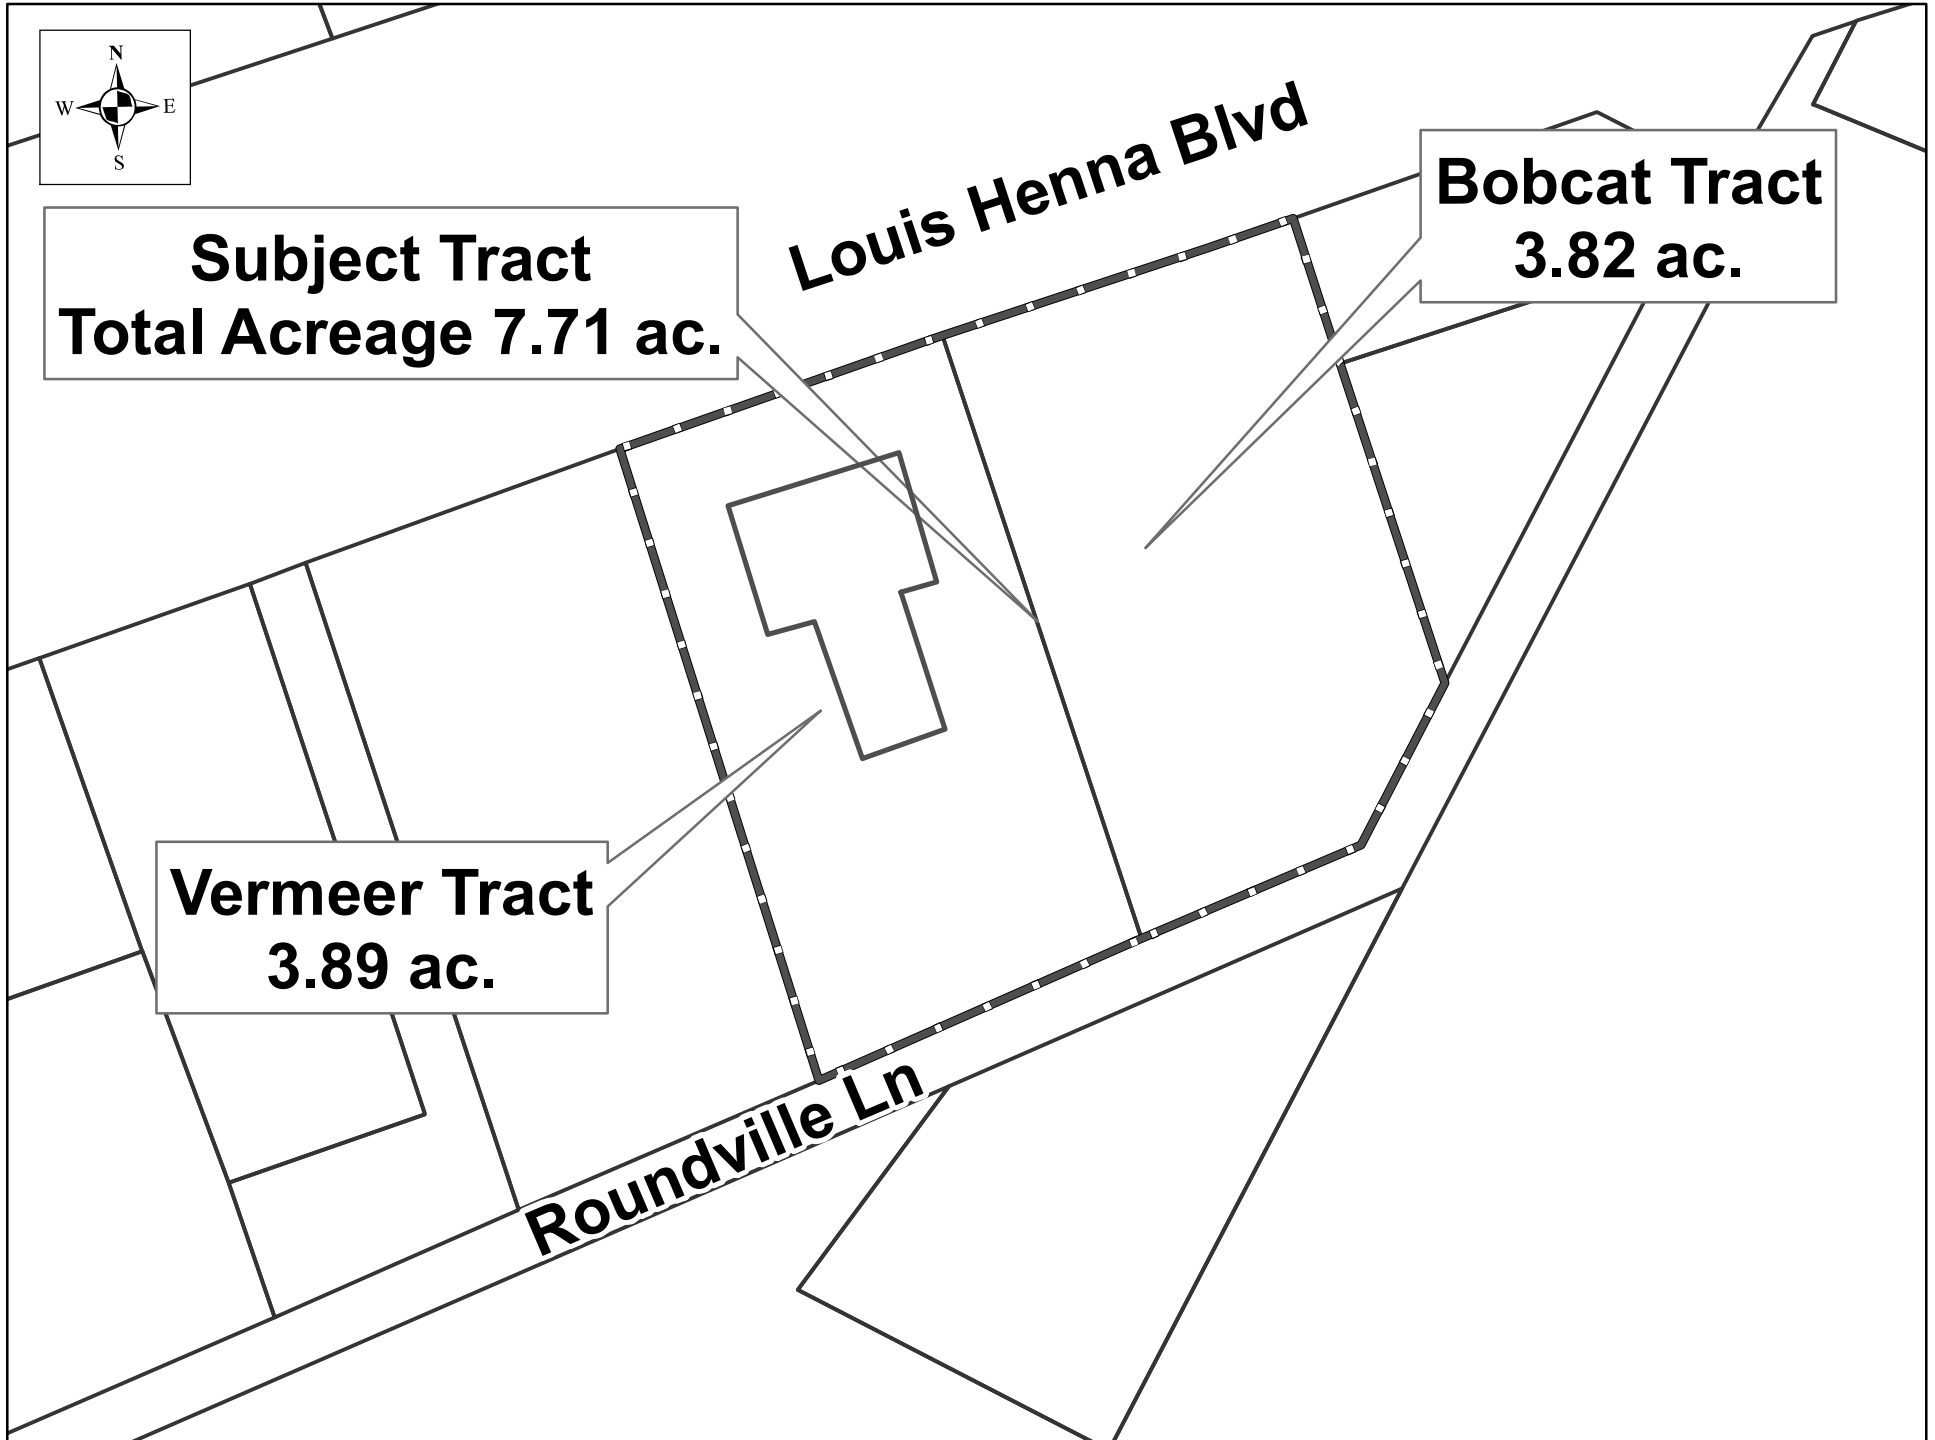 N
W E
S
Louis Henna Blvd
Bobcat Tract
3.82 ac.
Subject Tract
Total Acreage 7.71 ac.
Vermeer Tract
3.89 ac.
Roundville Ln